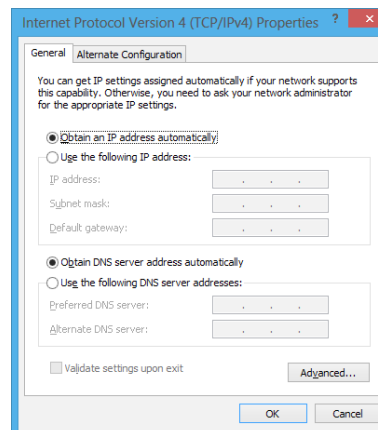 Internet Protocol Version 4 (TCP/IPv4) Properties ? ×
General Alternate Configuration
You can get IP settings assigned automatically if your network supports
this capability. Otherwise, you need to ask your network administrator
for the appropriate IP settings.
Obtain an IP address automatically
Use the following IP address:
IP address:
Subnet mask:
Default gateway:
Obtain DNS server address automatically
Use the following DNS server addresses:
Preferred DNS server:
Alternate DNS server:
Validate settings upon exit
Advanced...
OK Cancel